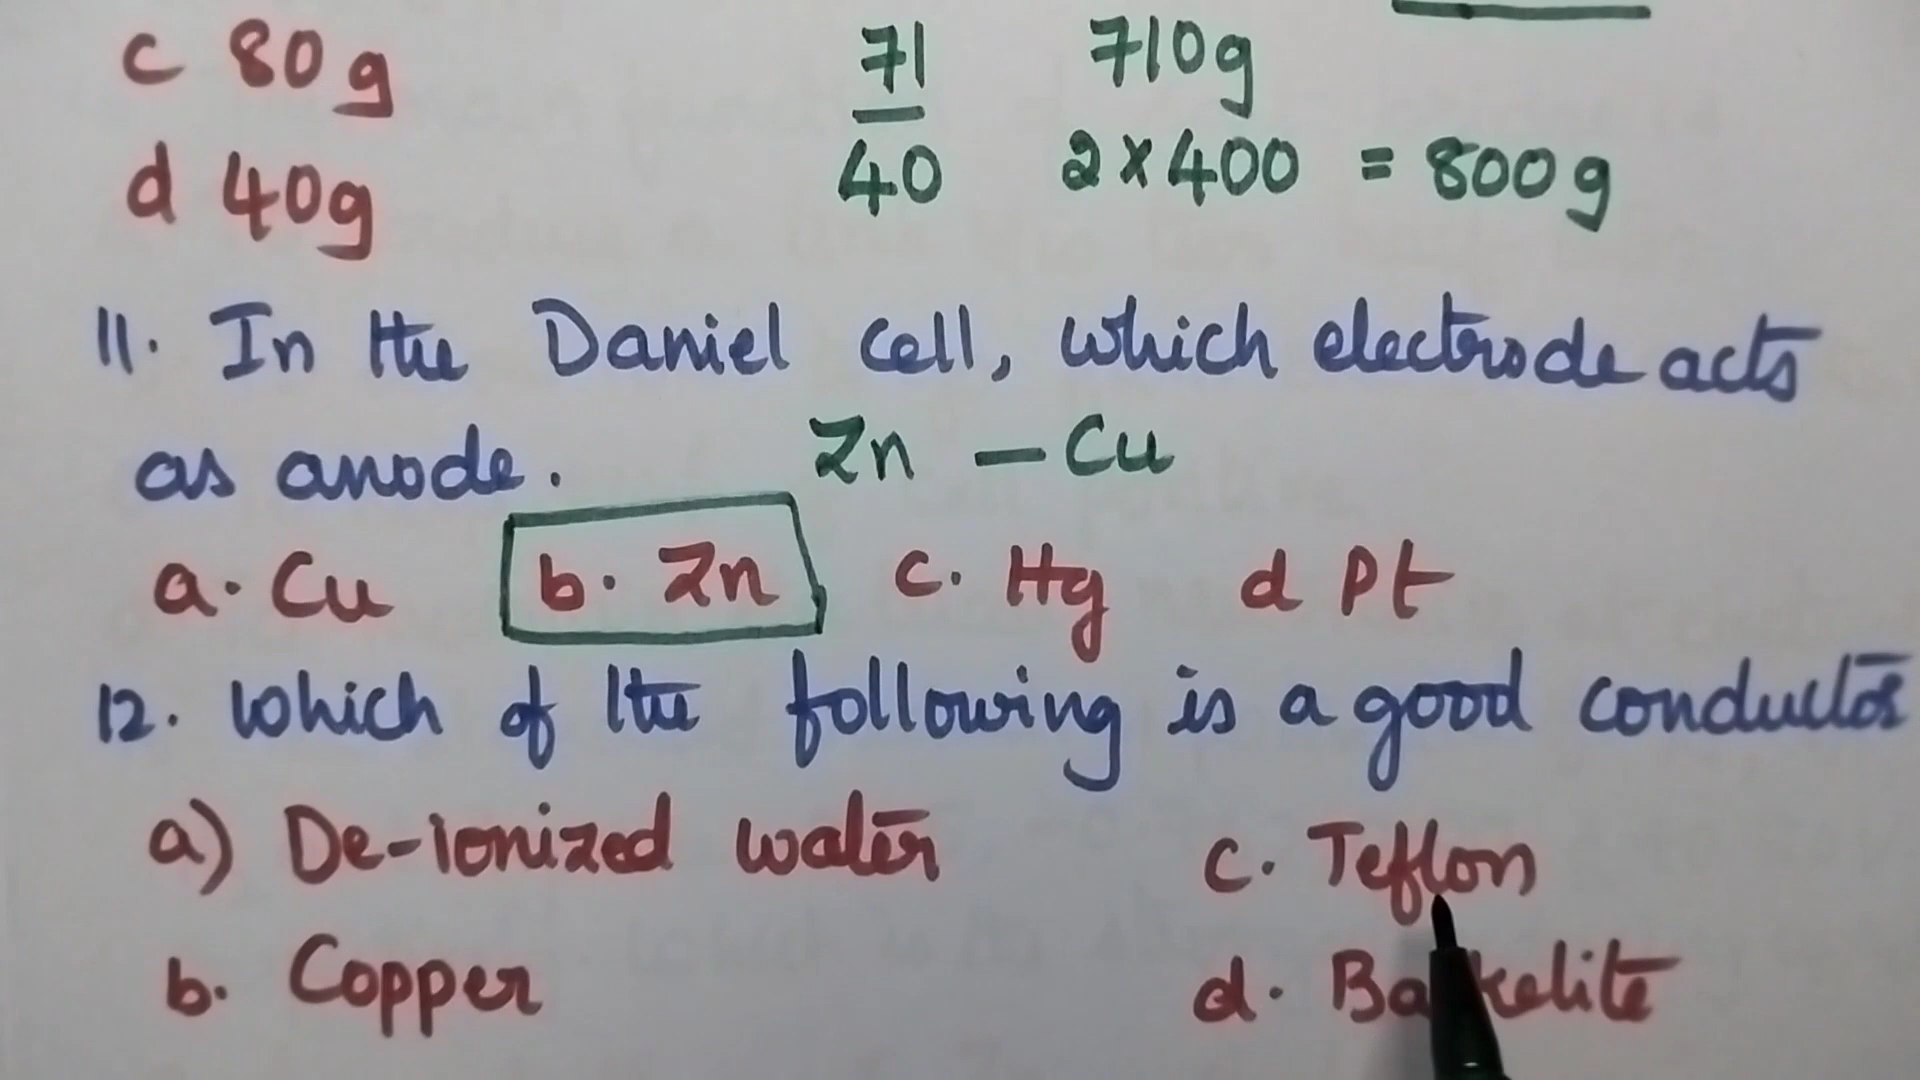 c 80g
71 710g
d 40g
40 2×400 = 800g
11. In the Daniel cell, which electrode acts
as anode. Zn - Cu
a. Cu b. Zn c. Hg d Pt
12. Which of the following is a good conductor
a) De-ionized water c. Teflon
b. Copper d. Bakelite